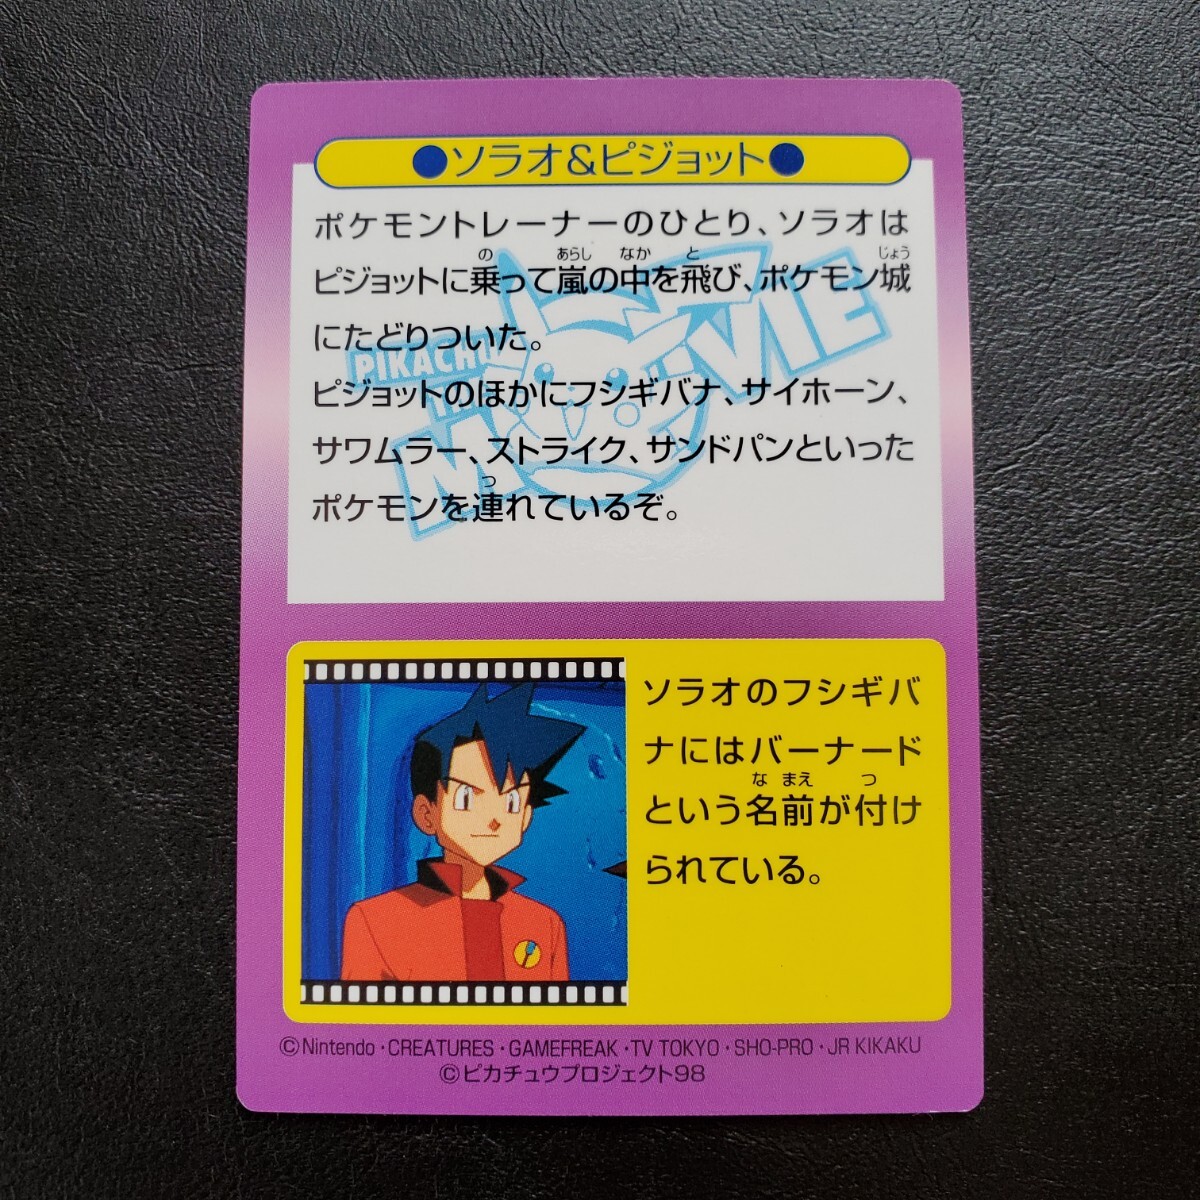 ●ソラオ&ピジョット●
ポケモントレーナーのひとり、ソラオは
の あらし なか と じょう
ピジョットに乗って嵐の中を飛び、ポケモン城
にたどりついた。
ピジョットのほかにフシギバナ、サイホーン、
サワムラー、ストライク、サンドパンといった
つ
ポケモンを連れているぞ。
PIKACHU
THE
MOVIE
ソラオのフシギバ
ナにはバーナード
な まえ つ
という名前が付け
られている。
©Nintendo・CREATURES・GAMEFREAK・TV TOKYO・SHO-PRO・JR KIKAKU
©ピカチュウプロジェクト98